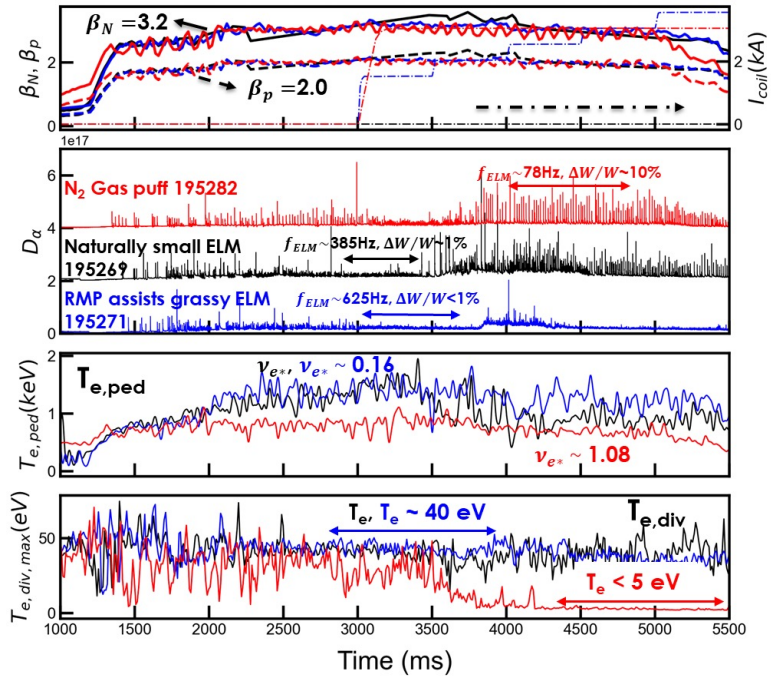 β_N, β_p
2
0
β_N =3.2
β_p =2.0
2
0
I_coil(kA)
6e17
D_α
6
4
2
0
N₂ Gas puff 195282
f_ELM~78Hz, ΔW/W~10%
Naturally small ELM
195269
f_ELM~385Hz, ΔW/W~1%
RMP assists grassy ELM
195271
f_ELM~625Hz, ΔW/W<1%
T_e,ped(keV)
2
1
0
T_e,ped
ν_e*, ν_e* ~ 0.16
ν_e* ~ 1.08
T_e,div,max(eV)
50
0
T_e, T_e ~ 40 eV
T_e,div
T_e < 5 eV
1000 1500 2000 2500 3000 3500 4000 4500 5000 5500
Time (ms)